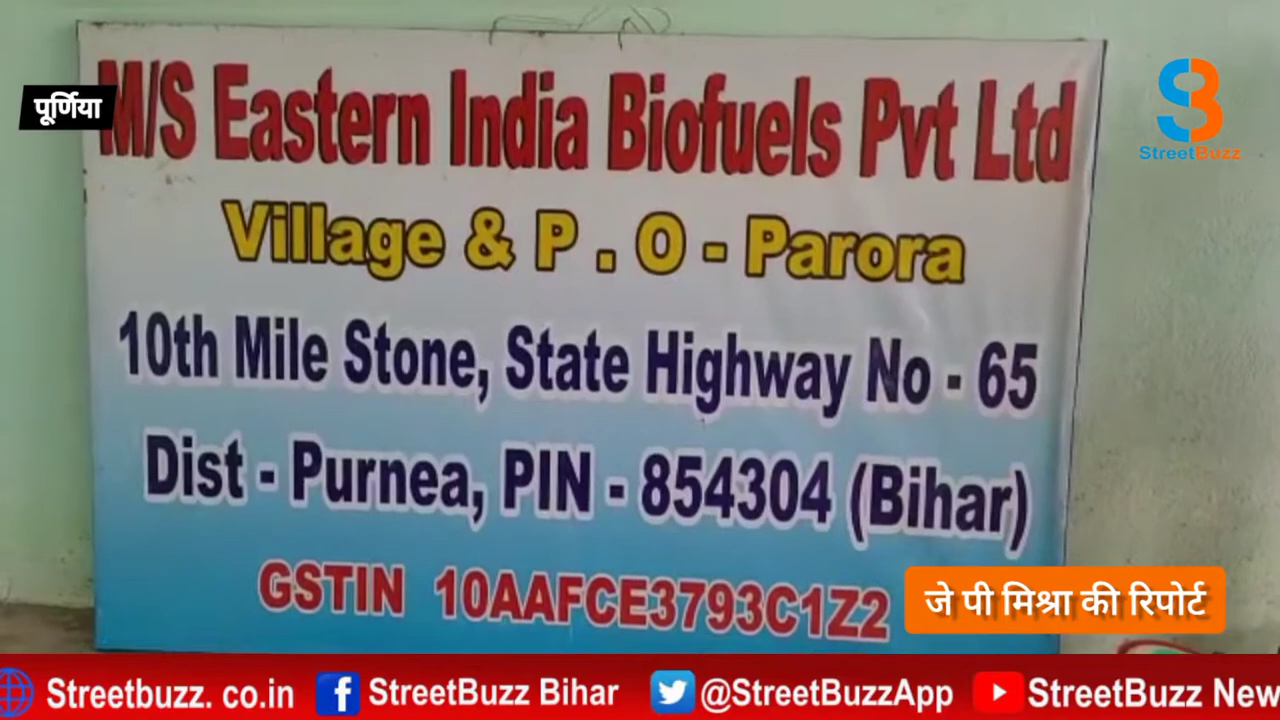 पूर्णिया
M/S Eastern India Biofuels Pvt Ltd
StreetBuzz
Village & P . O - Parora
10th Mile Stone, State Highway No - 65
Dist - Purnea, PIN - 854304 (Bihar)
GSTIN 10AAFCE3793C1Z2
जे पी मिश्रा की रिपोर्ट
Streetbuzz. co.in StreetBuzz Bihar @StreetBuzzApp StreetBuzz New